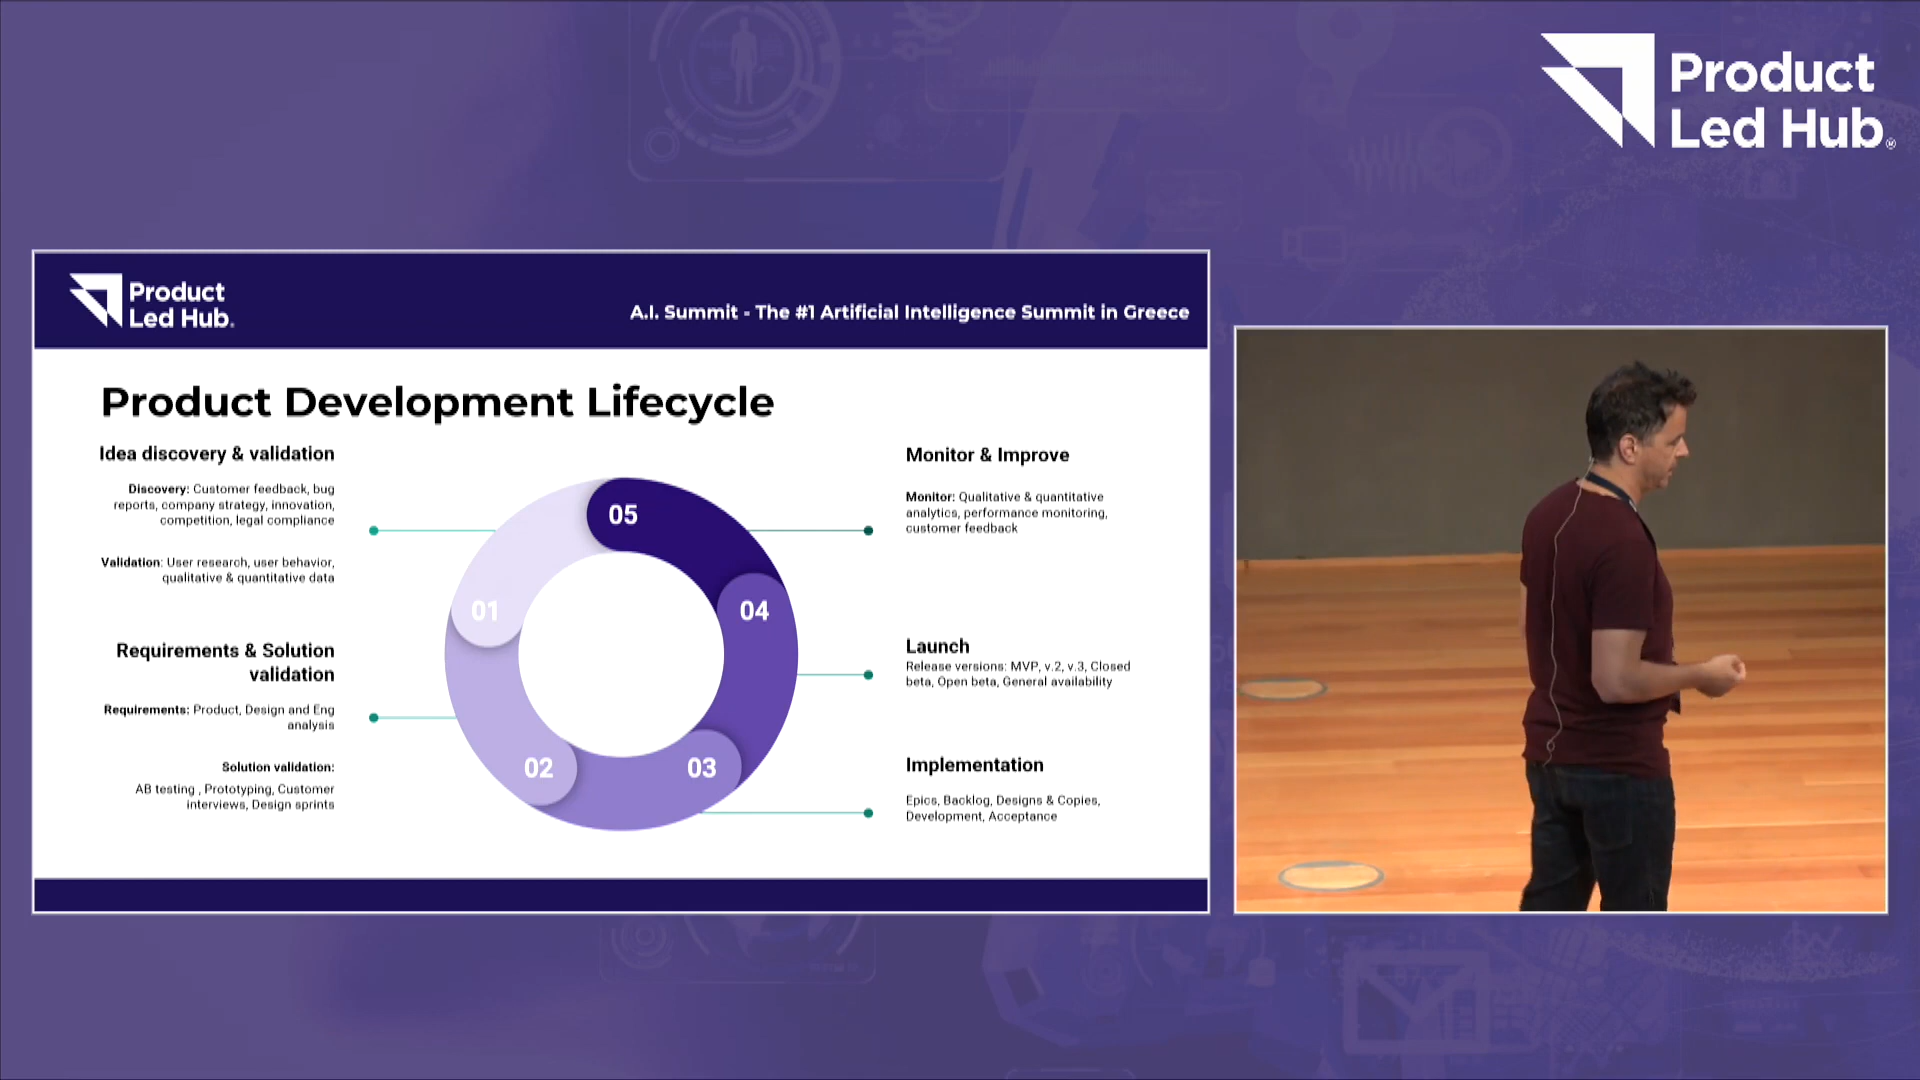 Product
Led Hub
Product
Led Hub.
A.I. Summit - The #1 Artificial Intelligence Summit in Greece
Product Development Lifecycle
Idea discovery & validation
Discovery: Customer feedback, bug
reports, company strategy, innovation,
competition, legal compliance
Validation: User research, user behavior,
qualitative & quantitative data
Requirements & Solution
validation
Requirements: Product, Design and Eng
analysis
Solution validation:
AB testing , Prototyping, Customer
interviews, Design sprints
05
01
04
02
03
Monitor & Improve
Monitor: Qualitative & quantitative
analytics, performance monitoring,
customer feedback
Launch
Release versions: MVP, v.2, v.3, Closed
beta, Open beta, General availability
Implementation
Epics, Backlog, Designs & Copies,
Development, Acceptance